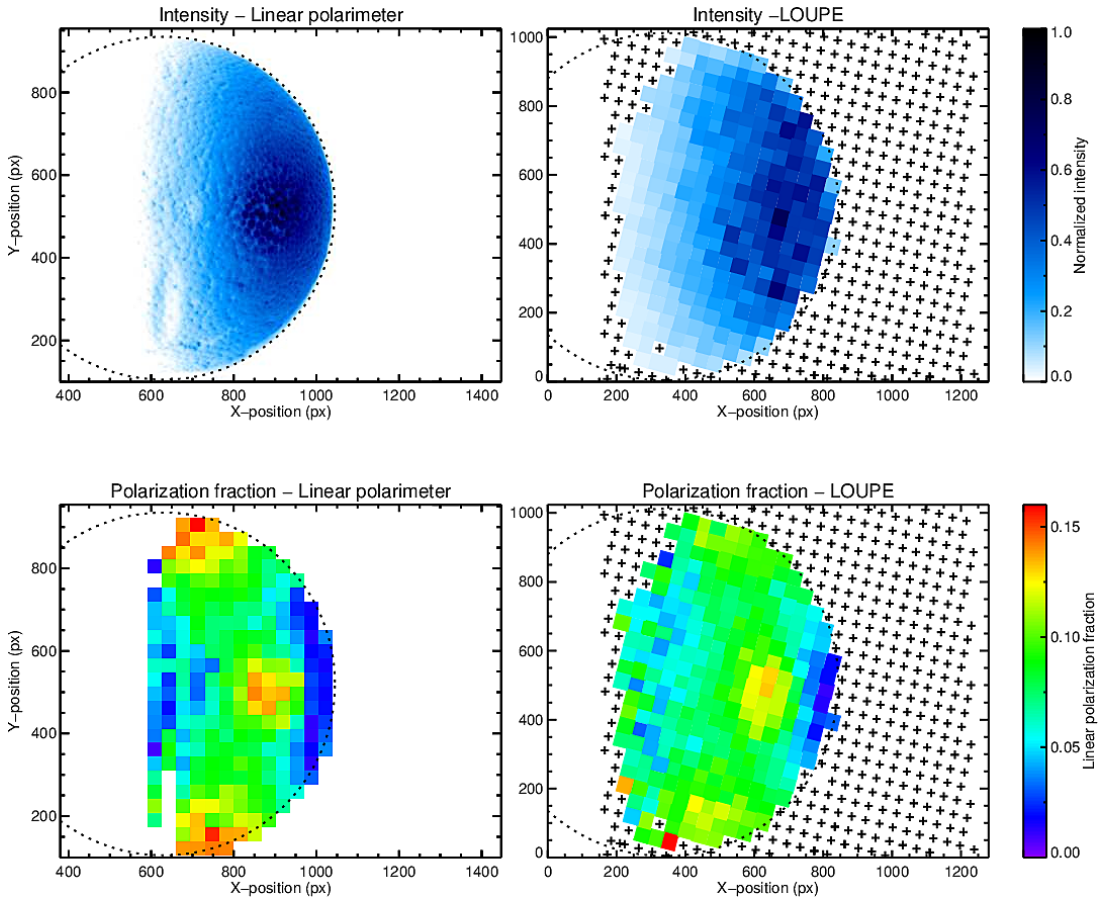 Intensity – Linear polarimeter
Intensity –LOUPE
Y–position (px)
800
600
400
200
400 600 800 1000 1200 1400
X–position (px)
1000
800
600
400
200
0
0 200 400 600 800 1000 1200
X–position (px)
1.0
0.8
0.6
0.4
0.2
0.0
Normalized intensity
Polarization fraction – Linear polarimeter
Polarization fraction – LOUPE
Y–position (px)
800
600
400
200
400 600 800 1000 1200 1400
X–position (px)
1000
800
600
400
200
0
0 200 400 600 800 1000 1200
X–position (px)
0.15
0.10
0.05
0.00
Linear polarization fraction